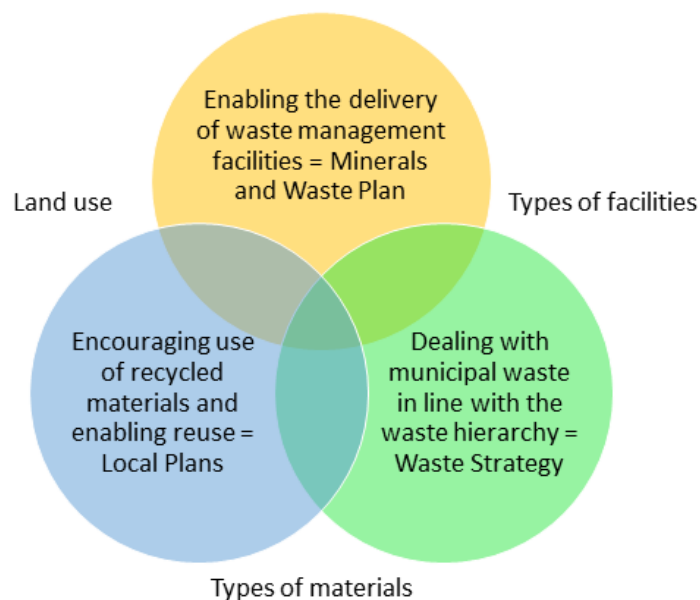 Enabling the delivery
of waste management
facilities = Minerals
and Waste Plan
Land use
Types of facilities
Encouraging use
of recycled
materials and
enabling reuse =
Local Plans
Dealing with
municipal waste
in line with the
waste hierarchy =
Waste Strategy
Types of materials